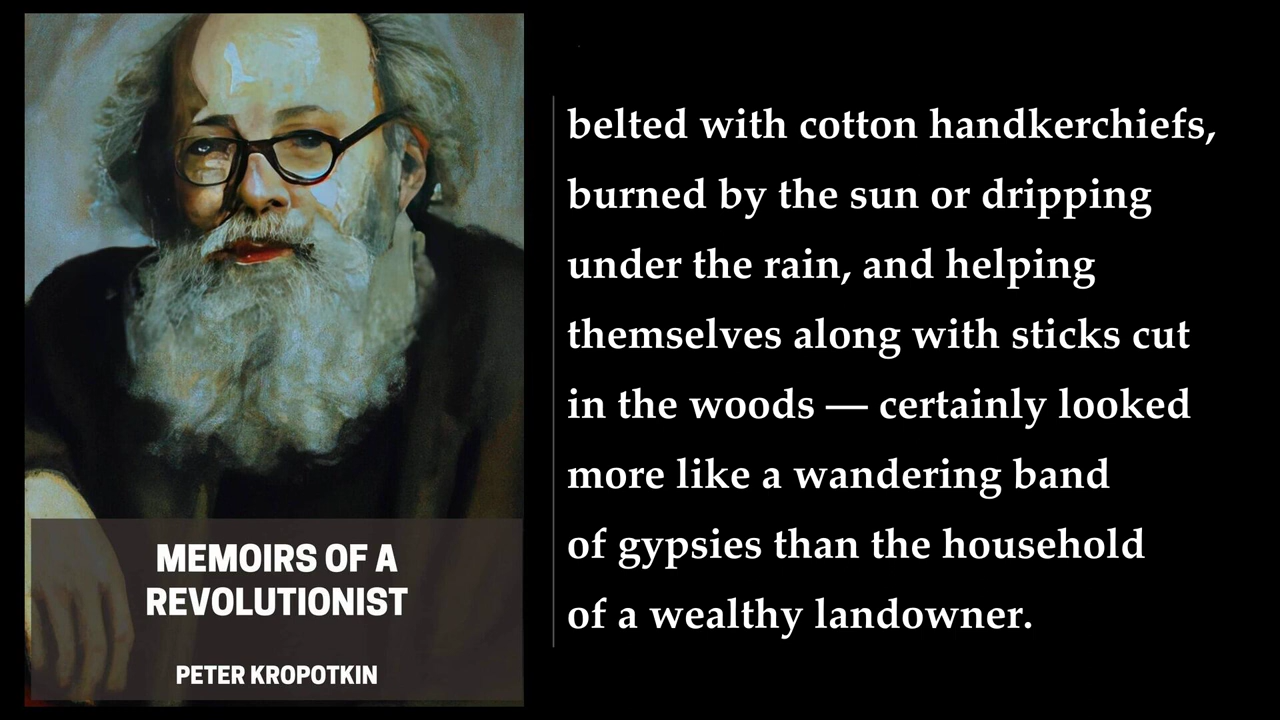 belted with cotton handkerchiefs,
burned by the sun or dripping
under the rain, and helping
themselves along with sticks cut
in the woods — certainly looked
more like a wandering band
of gypsies than the household
of a wealthy landowner.
MEMOIRS OF A
REVOLUTIONIST
PETER KROPOTKIN